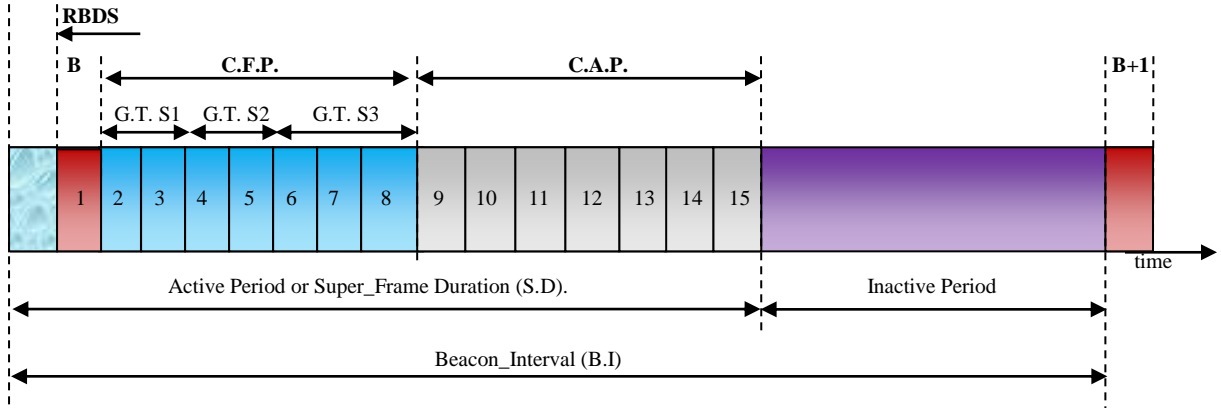 RBDS
B C.F.P. C.A.P. B+1
G.T. S1 G.T. S2 G.T. S3
1 2 3 4 5 6 7 8 9 10 11 12 13 14 15
time
Active Period or Super_Frame Duration (S.D). Inactive Period
Beacon_Interval (B.I)